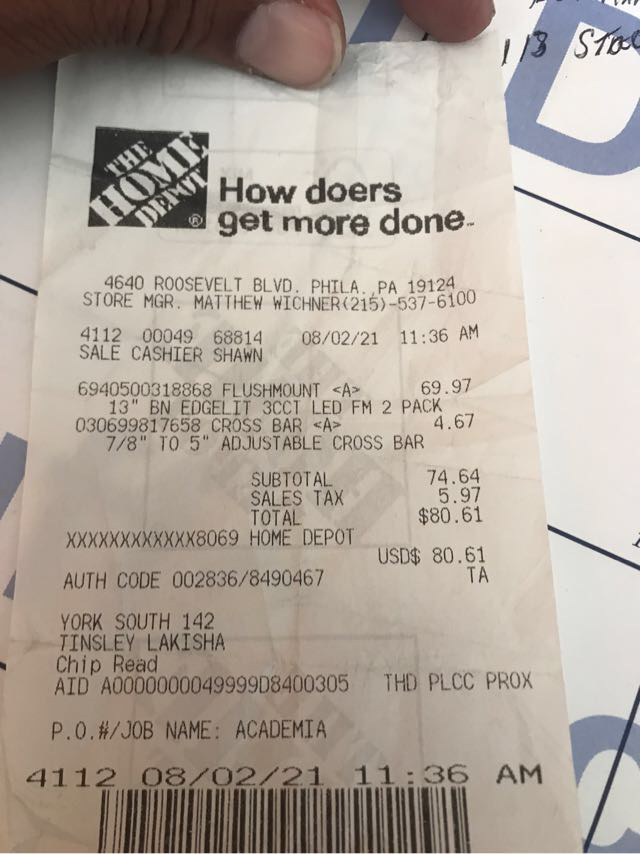 113 STO
THE
HOME
DEPOT
®
How doers
get more done™
4640 ROOSEVELT BLVD. PHILA.,PA 19124
STORE MGR. MATTHEW WICHNER(215)-537-6100
4112 00049 68814 08/02/21 11:36 AM
SALE CASHIER SHAWN
6940500318868 FLUSHMOUNT <A> 69.97
13" BN EDGELIT 3CCT LED FM 2 PACK
030699817658 CROSS BAR <A> 4.67
7/8" TO 5" ADJUSTABLE CROSS BAR
SUBTOTAL 74.64
SALES TAX 5.97
TOTAL $80.61
XXXXXXXXXXXX8069 HOME DEPOT
USD$ 80.61
AUTH CODE 002836/8490467 TA
YORK SOUTH 142
TINSLEY LAKISHA
Chip Read
AID A0000000049999D8400305 THD PLCC PROX
P.O.#/JOB NAME: ACADEMIA
4112 08/02/21 11:36 AM